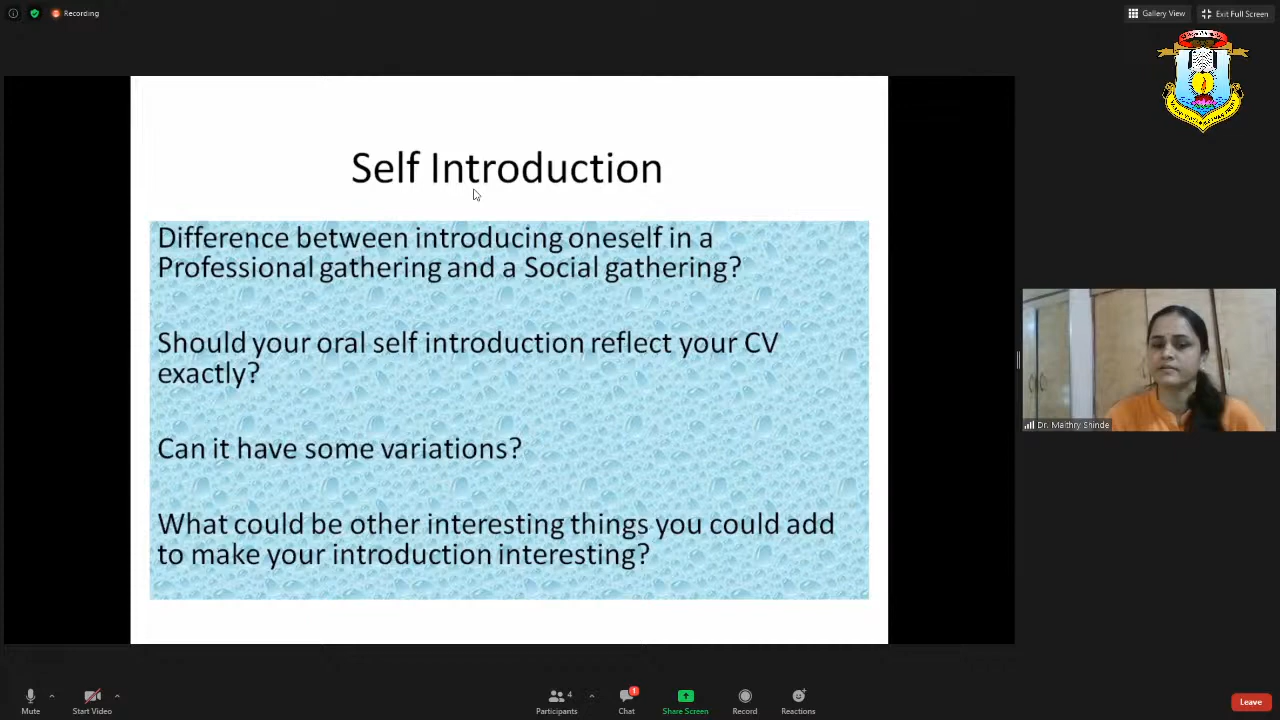 Recording
Gallery View
Exit Full Screen
Self Introduction
Difference between introducing oneself in a
Professional gathering and a Social gathering?
Should your oral self introduction reflect your CV
exactly?
Can it have some variations?
What could be other interesting things you could add
to make your introduction interesting?
Dr. Maithry Shinde
Mute
Start Video
4
Participants
1
Chat
Share Screen
Record
Reactions
Leave